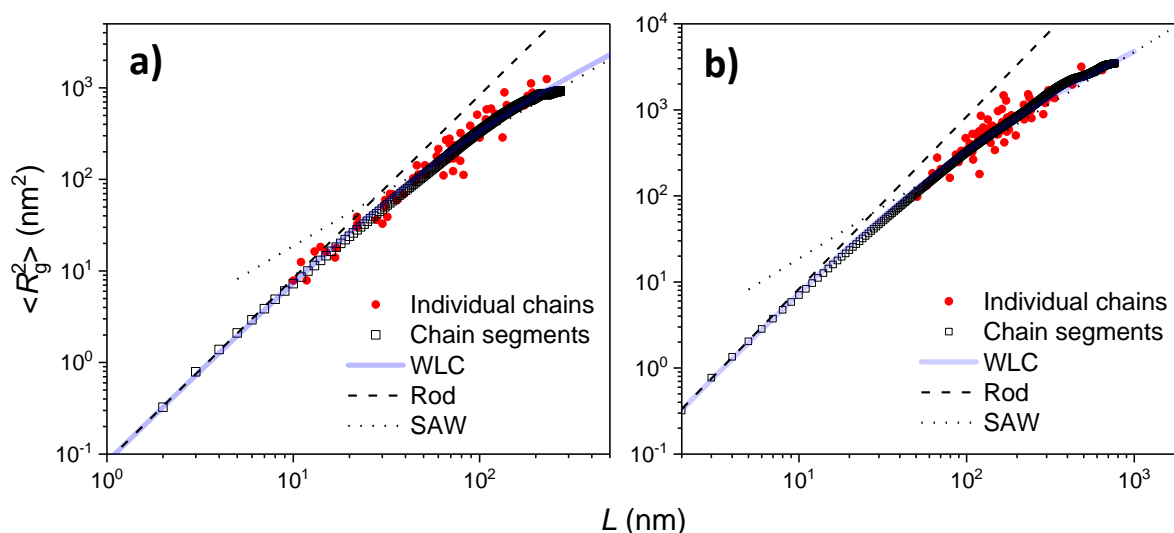 a)
10³
10²
10¹
10⁰
10⁻¹
10⁰
10¹
10²
<R_g²> (nm²)
Individual chains
Chain segments
WLC
Rod
SAW
b)
10⁴
10³
10²
10¹
10⁰
10⁻¹
10¹
10²
10³
Individual chains
Chain segments
WLC
Rod
SAW
L (nm)